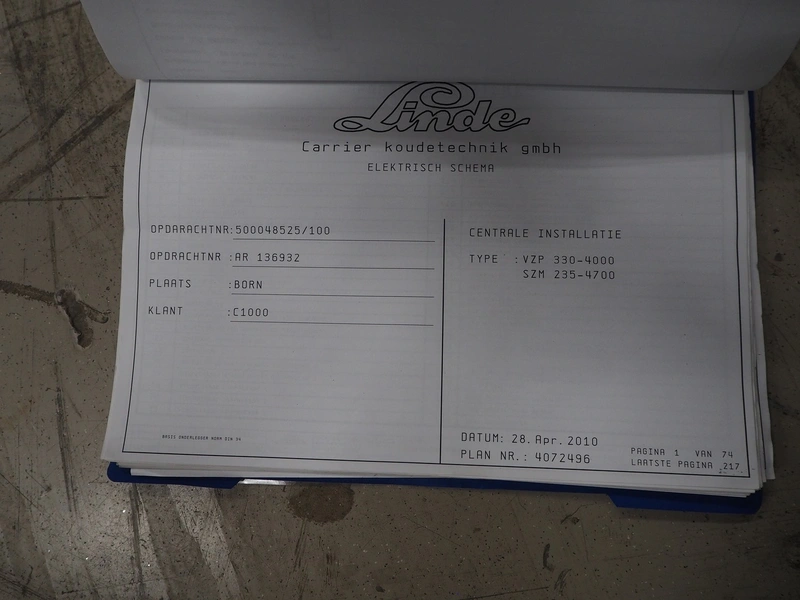 Linde
Carrier koudetechnik gmbh
ELEKTRISCH SCHEMA
OPDARACHTNR:500048525/100
OPDRACHTNR :AR 136932
PLAATS :BORN
KLANT :C1000
CENTRALE INSTALLATIE
TYPE :VZP 330-4000
SZM 235-4700
DATUM: 28.Apr.2010
PLAN NR.: 4072496
PAGINA 1 VAN 74
LAATSTE PAGINA 217